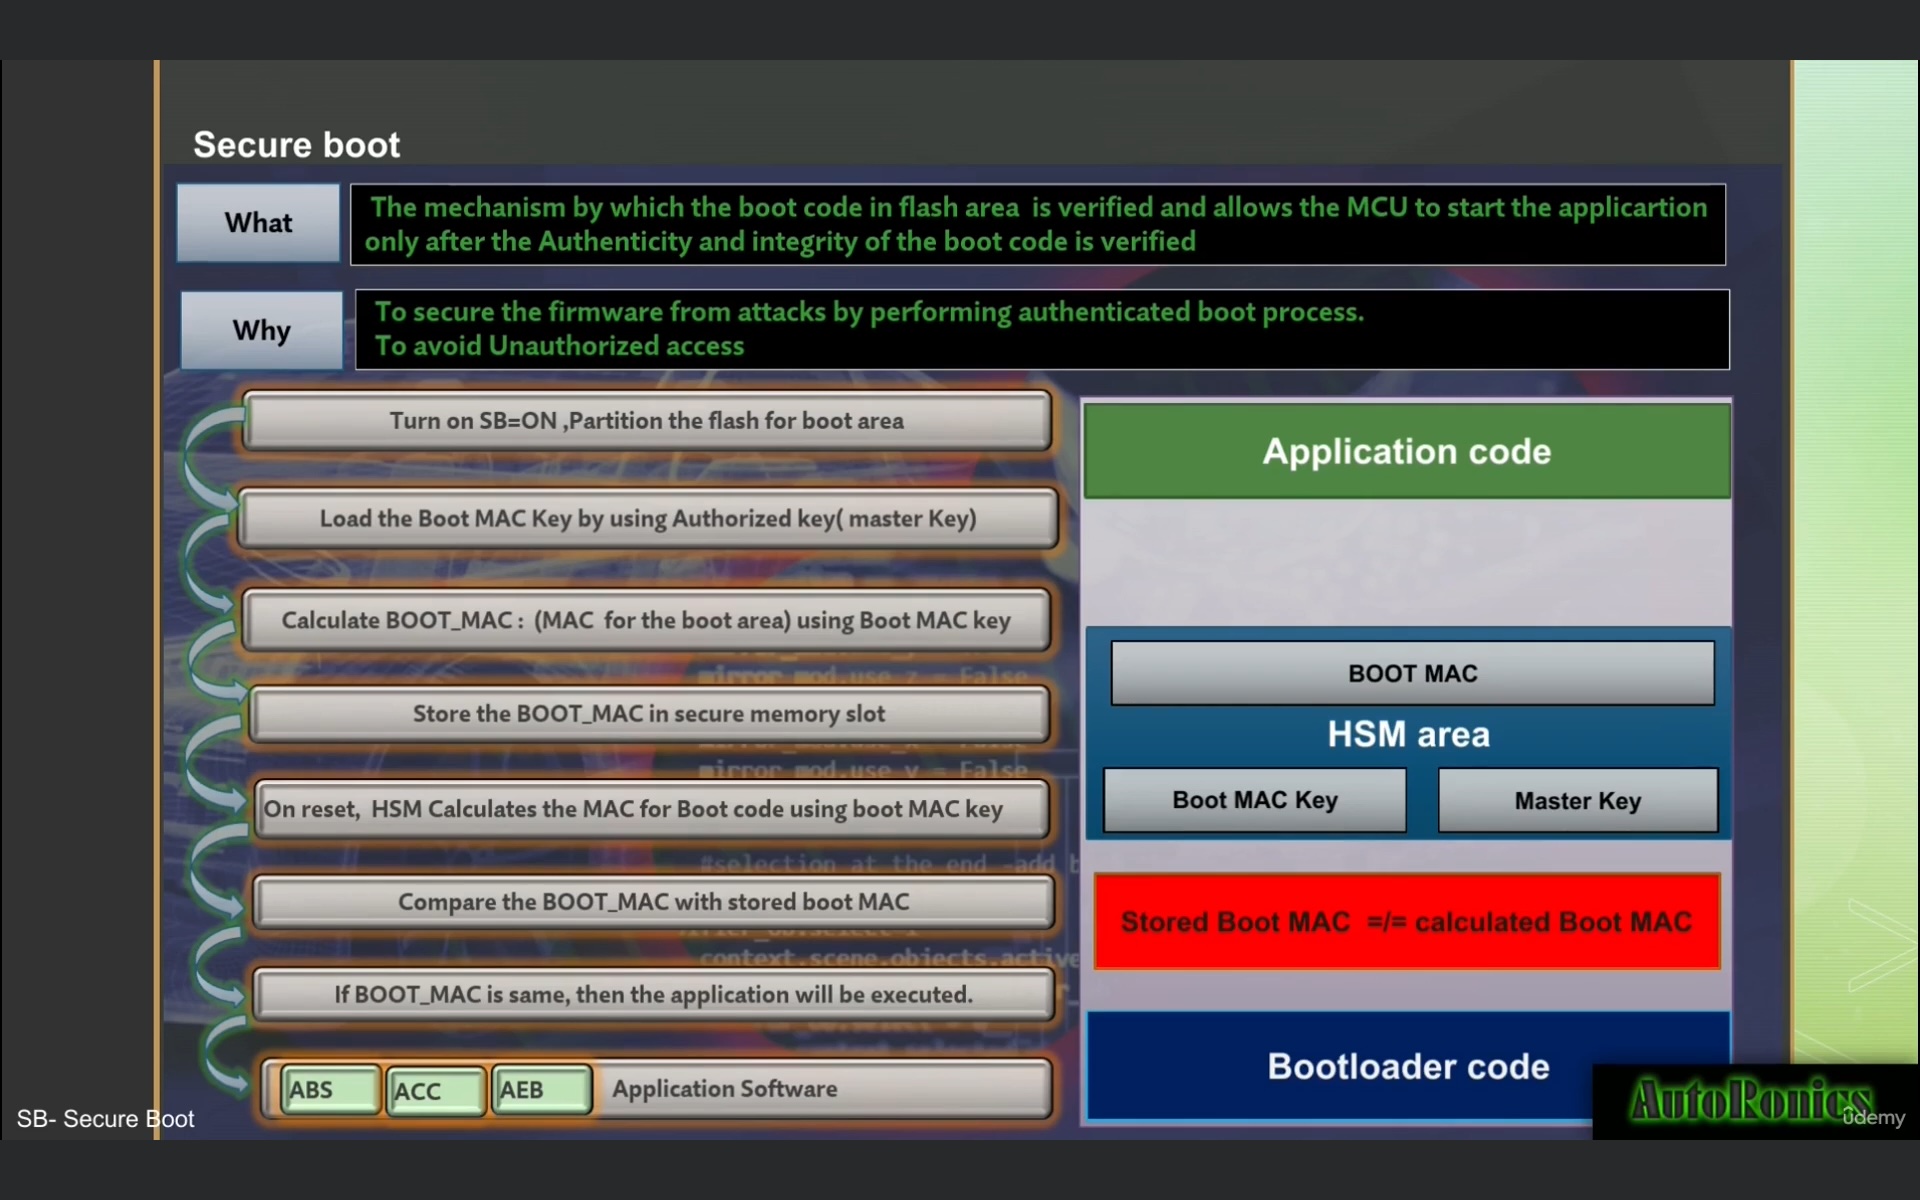 Secure boot
What
The mechanism by which the boot code in flash area is verified and allows the MCU to start the applicartion
only after the Authenticity and integrity of the boot code is verified
Why
To secure the firmware from attacks by performing authenticated boot process.
To avoid Unauthorized access
Turn on SB=ON ,Partition the flash for boot area
Load the Boot MAC Key by using Authorized key( master Key)
Calculate BOOT_MAC : (MAC for the boot area) using Boot MAC key
mirror_mod.use_z = False
Store the BOOT_MAC in secure memory slot
mirror_mod.use_y = False
On reset, HSM Calculates the MAC for Boot code using boot MAC key
#selection at the end -add b
Compare the BOOT_MAC with stored boot MAC
context.scene.objects.active
If BOOT_MAC is same, then the application will be executed.
ABS
ACC
AEB
Application Software
Application code
BOOT MAC
HSM area
Boot MAC Key
Master Key
Stored Boot MAC =/= calculated Boot MAC
Bootloader code
SB- Secure Boot
AutoRonics
ûdemy